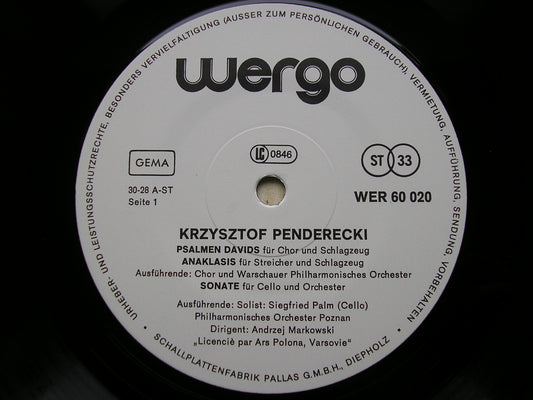 URHEBER- UND LEISTUNGSSCHUTZRECHTE, BESONDERS VERVIELFÄLTIGUNG (AUSSER ZUM PERSÖNLICHEN GEBRAUCH), VERMIETUNG, AUFFÜHRUNG, SENDUNG, VORBEHALTEN
wergo
GEMA
LC 0846
ST 33
30-28 A-ST
Seite 1
WER 60 020
KRZYSZTOF PENDERECKI
PSALMEN DAVIDS für Chor und Schlagzeug
ANAKLASIS für Streicher und Schlagzeug
Ausführende: Chor und Warschauer Philharmonisches Orchester
SONATE für Cello und Orchester
Ausführende: Solist: Siegfried Palm (Cello)
Philharmonisches Orchester Poznan
Dirigent: Andrzej Markowski
„Licenciè par Ars Polona, Varsovie"
• SCHALLPLATTENFABRIK PALLAS G.M.B.H., DIEPHOLZ •